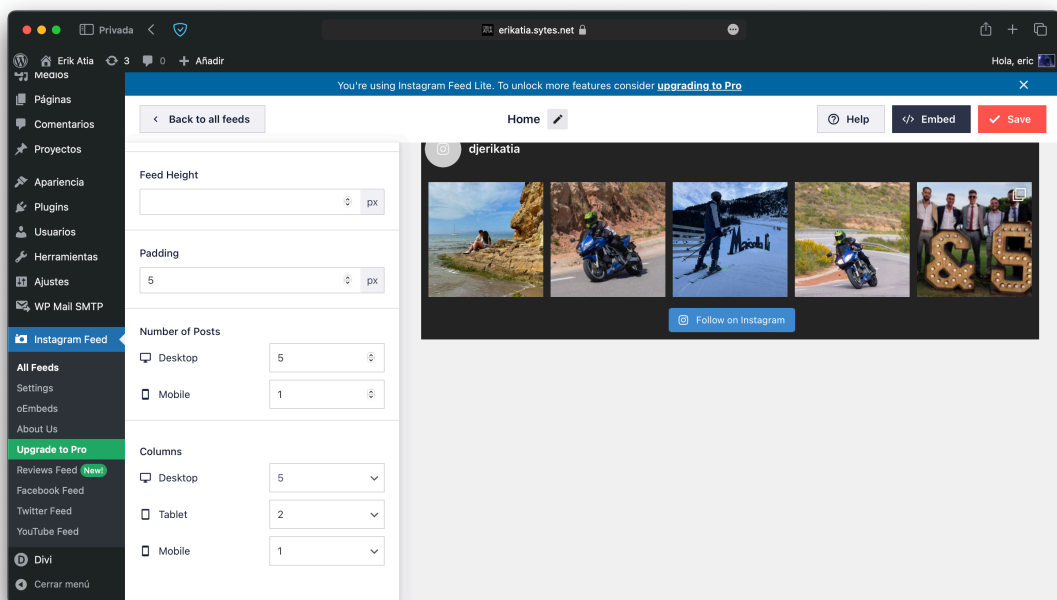 Privada
erikatia.sytes.net
Erik Atia 3 0 + Añadir
Hola, eric
Medios
Páginas
Comentarios
Proyectos
Apariencia
Plugins
Usuarios
Herramientas
Ajustes
WP Mail SMTP
Instagram Feed
All Feeds
Settings
oEmbeds
About Us
Upgrade to Pro
Reviews Feed New!
Facebook Feed
Twitter Feed
YouTube Feed
Divi
Cerrar menú
You're using Instagram Feed Lite. To unlock more features consider upgrading to Pro
Back to all feeds
Home
Help
</> Embed
Save
Feed Height
px
Padding
5 px
Number of Posts
Desktop 5
Mobile 1
Columns
Desktop 5
Tablet 2
Mobile 1
djerikatia
&S
Follow on Instagram